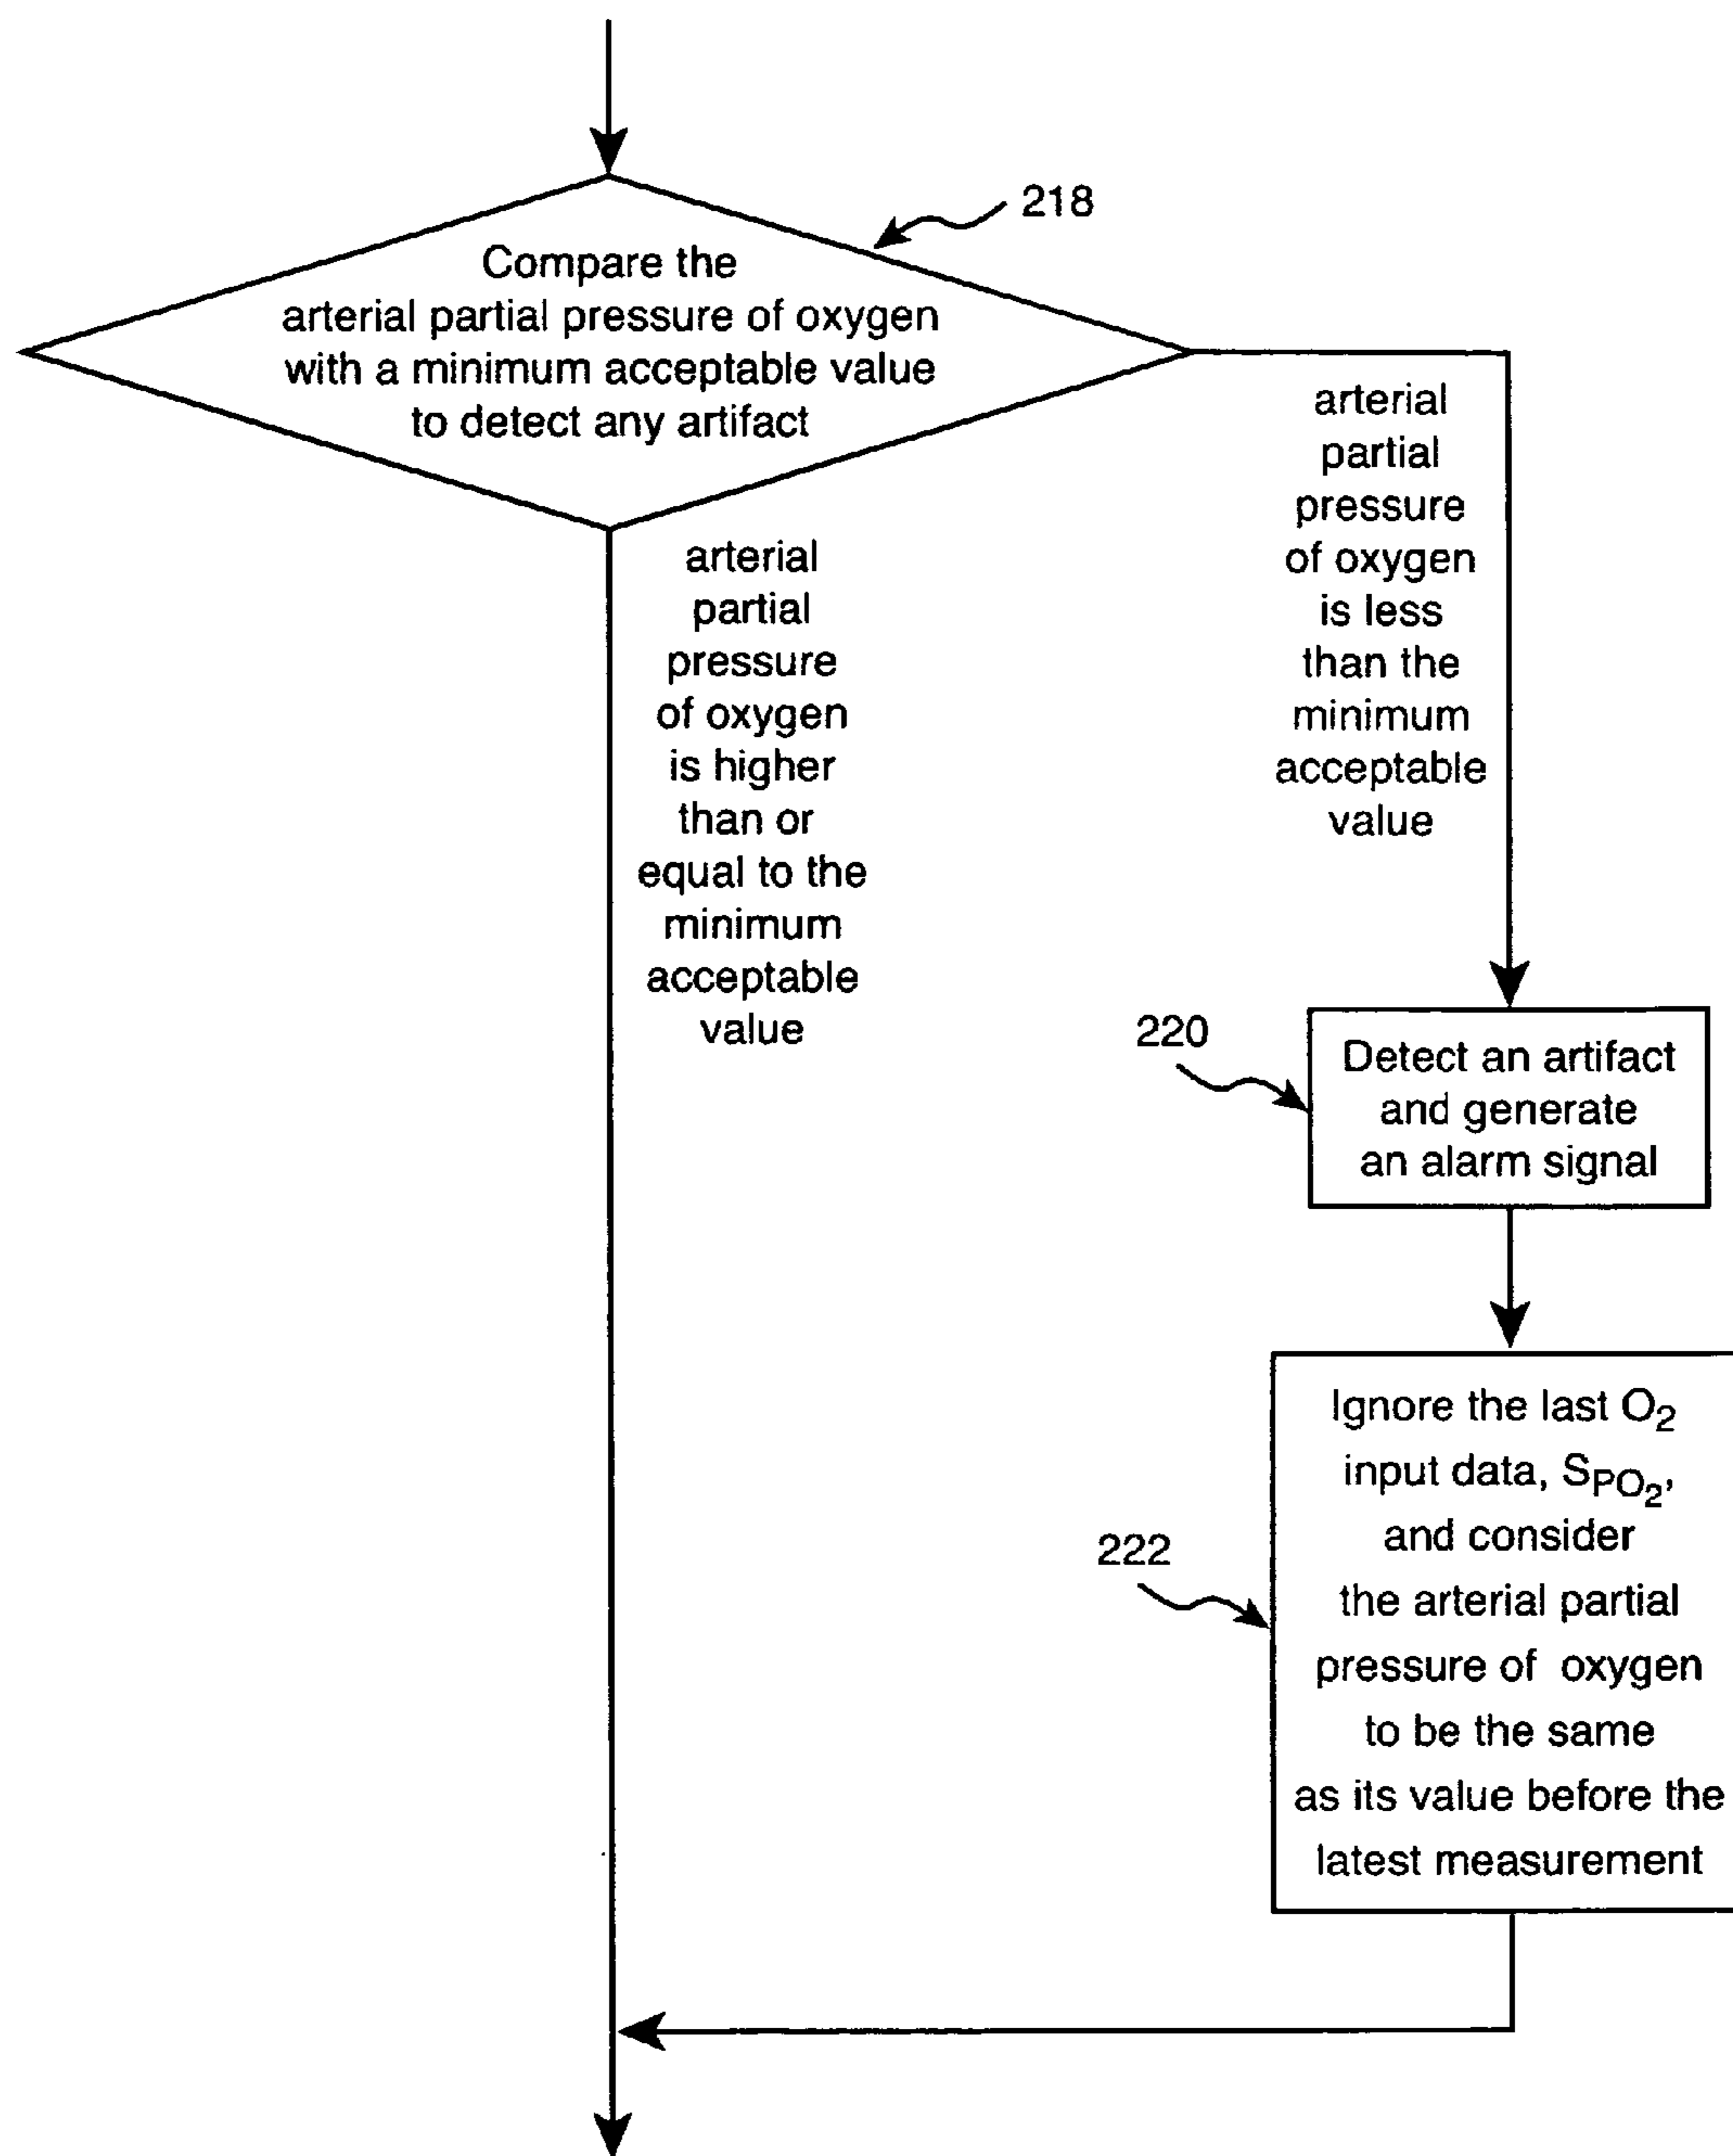 218
Compare the
arterial partial pressure of oxygen
with a minimum acceptable value
to detect any artifact
arterial
partial
pressure
of oxygen
is less
than the
minimum
acceptable
value
arterial
partial
pressure
of oxygen
is higher
than or
equal to the
minimum
acceptable
value
220
Detect an artifact
and generate
an alarm signal
222
Ignore the last O₂
input data, S_PO₂,
and consider
the arterial partial
pressure of oxygen
to be the same
as its value before the
latest measurement